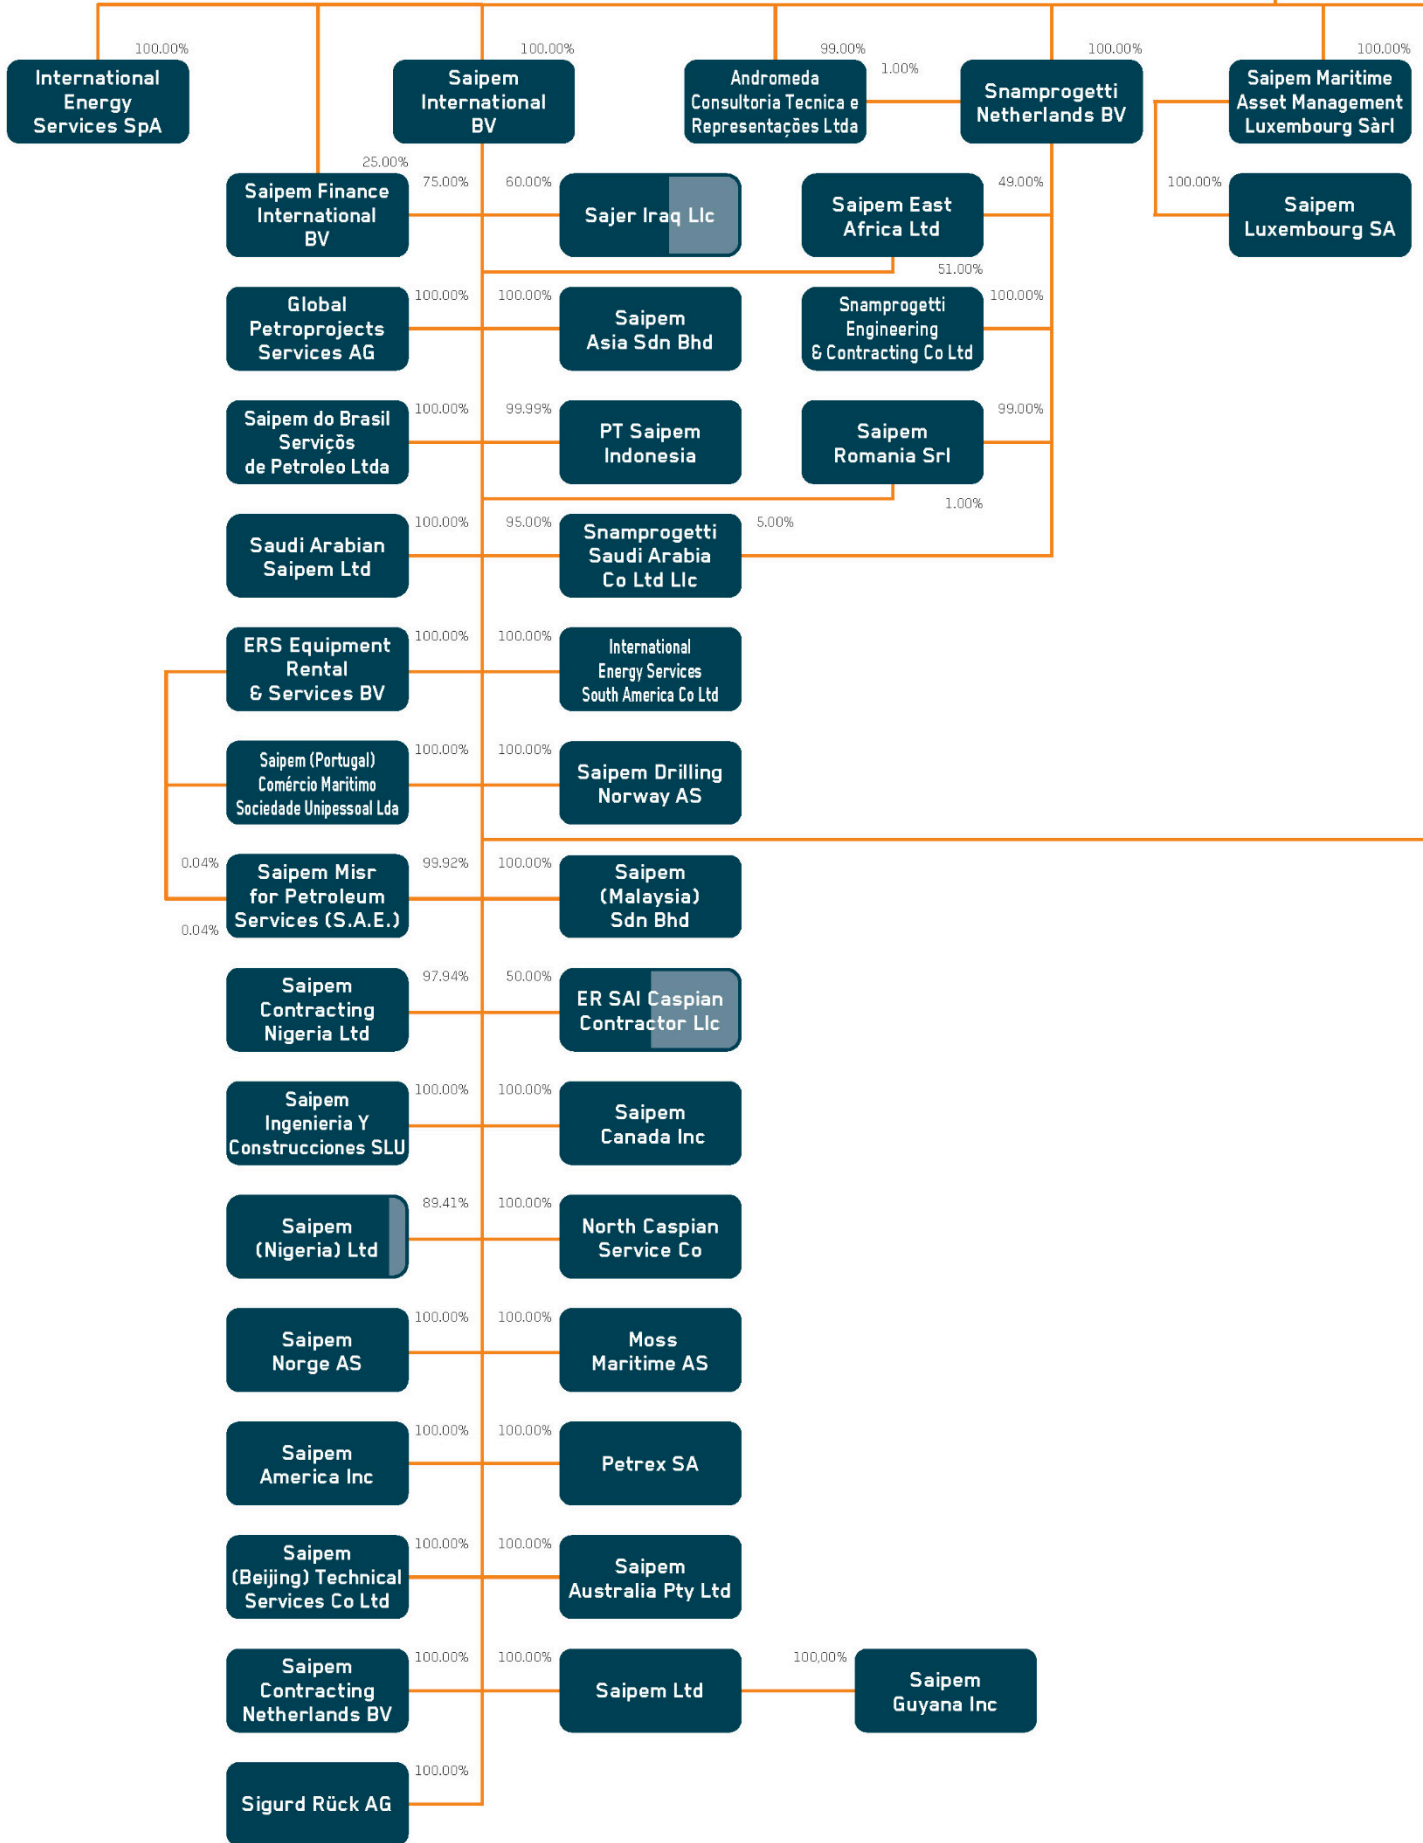 100.00%
International
Energy
Services SpA
100.00%
Saipem
International
BV
99.00%
Andromeda
Consultoria Tecnica e
Representações Ltda
1.00%
100.00%
Snamprogetti
Netherlands BV
100.00%
Saipem Maritime
Asset Management
Luxembourg Sàrl
25.00%
75.00%
Saipem Finance
International
BV
60.00%
Sajer Iraq Llc
49.00%
Saipem East
Africa Ltd
51.00%
100.00%
Saipem
Luxembourg SA
100.00%
Global
Petroprojects
Services AG
100.00%
Saipem
Asia Sdn Bhd
100.00%
Snamprogetti
Engineering
& Contracting Co Ltd
100.00%
Saipem do Brasil
Serviçõs
de Petroleo Ltda
99.99%
PT Saipem
Indonesia
99.00%
Saipem
Romania Srl
1.00%
100.00%
Saudi Arabian
Saipem Ltd
95.00%
Snamprogetti
Saudi Arabia
Co Ltd Llc
5.00%
100.00%
ERS Equipment
Rental
& Services BV
100.00%
International
Energy Services
South America Co Ltd
100.00%
Saipem (Portugal)
Comércio Maritimo
Sociedade Unipessoal Lda
100.00%
Saipem Drilling
Norway AS
0.04%
99.92%
Saipem Misr
for Petroleum
Services (S.A.E.)
0.04%
100.00%
Saipem
(Malaysia)
Sdn Bhd
97.94%
Saipem
Contracting
Nigeria Ltd
50.00%
ER SAI Caspian
Contractor Llc
100.00%
Saipem
Ingenieria Y
Construcciones SLU
100.00%
Saipem
Canada Inc
89.41%
Saipem
(Nigeria) Ltd
100.00%
North Caspian
Service Co
100.00%
Saipem
Norge AS
100.00%
Moss
Maritime AS
100.00%
Saipem
America Inc
100.00%
Petrex SA
100.00%
Saipem
(Beijing) Technical
Services Co Ltd
100.00%
Saipem
Australia Pty Ltd
100.00%
Saipem
Contracting
Netherlands BV
100.00%
Saipem Ltd
100,00%
Saipem
Guyana Inc
100.00%
Sigurd Rück AG